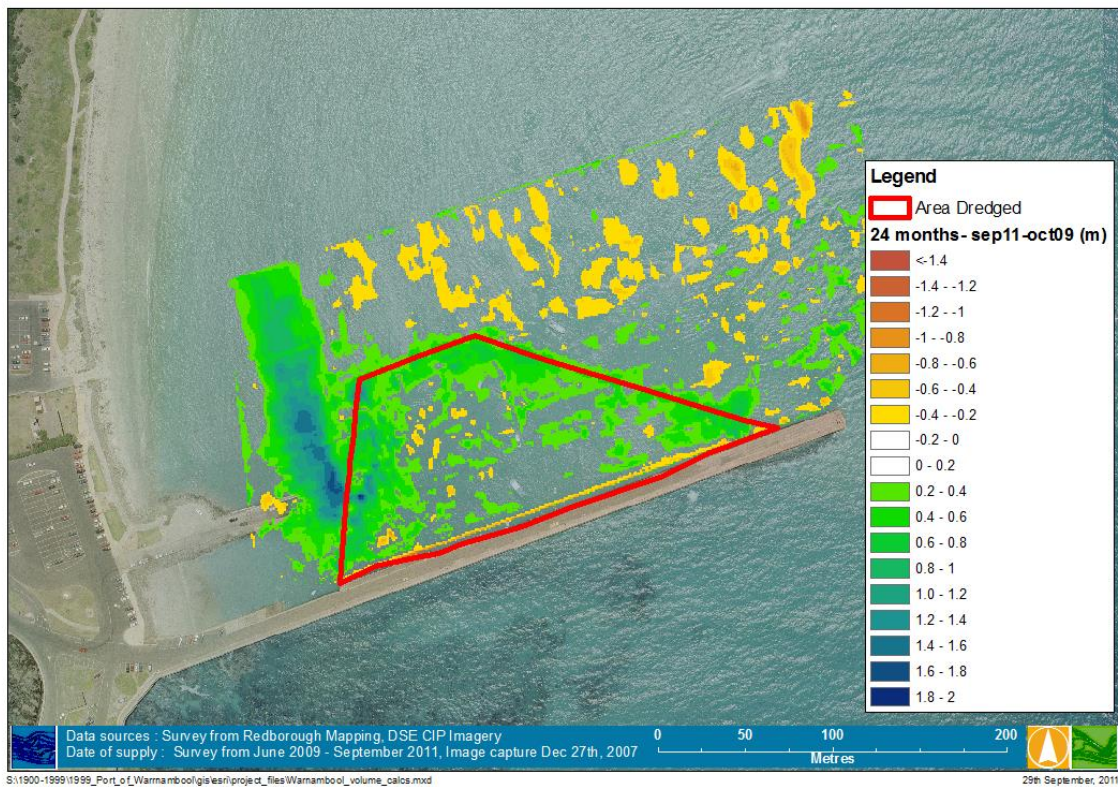 Legend
Area Dredged
24 months- sep11-oct09 (m)
<-1.4
-1.4 - -1.2
-1.2 - -1
-1 - -0.8
-0.8 - -0.6
-0.6 - -0.4
-0.4 - -0.2
-0.2 - 0
0 - 0.2
0.2 - 0.4
0.4 - 0.6
0.6 - 0.8
0.8 - 1
1.0 - 1.2
1.2 - 1.4
1.4 - 1.6
1.6 - 1.8
1.8 - 2
Data sources : Survey from Redborough Mapping, DSE CIP Imagery
Date of supply : Survey from June 2009 - September 2011, Image capture Dec 27th, 2007
0 50 100 200
Metres
S:\1900-1999\1999_Port_of_Warrnambool\gis\esri\project_files\Warnambool_volume_calcs.mxd
29th September, 2011